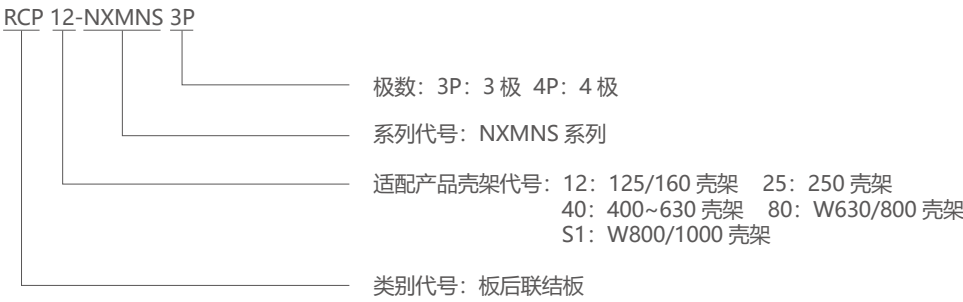 RCP 12-NXMNS 3P
极数：3P：3 极  4P：4 极
系列代号：NXMNS 系列
适配产品壳架代号：12：125/160 壳架  25：250 壳架
40：400~630 壳架  80：W630/800 壳架
S1：W800/1000 壳架
类别代号：板后联结板